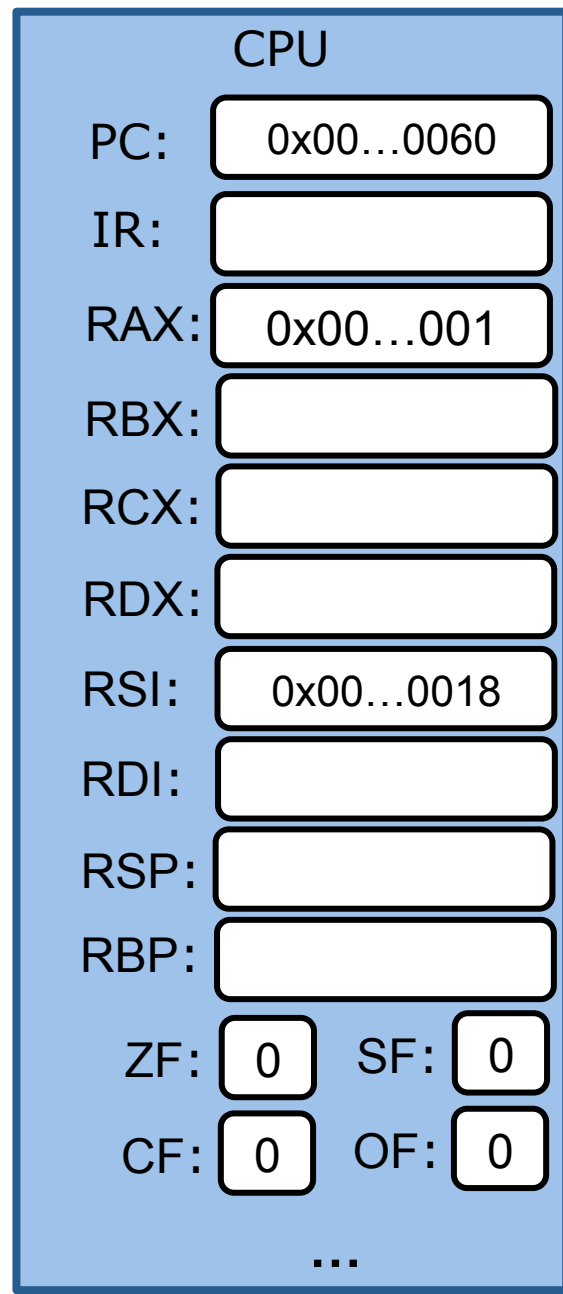 CPU
PC: 0x00...0060
IR:
RAX: 0x00...001
RBX:
RCX:
RDX:
RSI: 0x00...0018
RDI:
RSP:
RBP:
ZF: 0 SF: 0
CF: 0 OF: 0
...